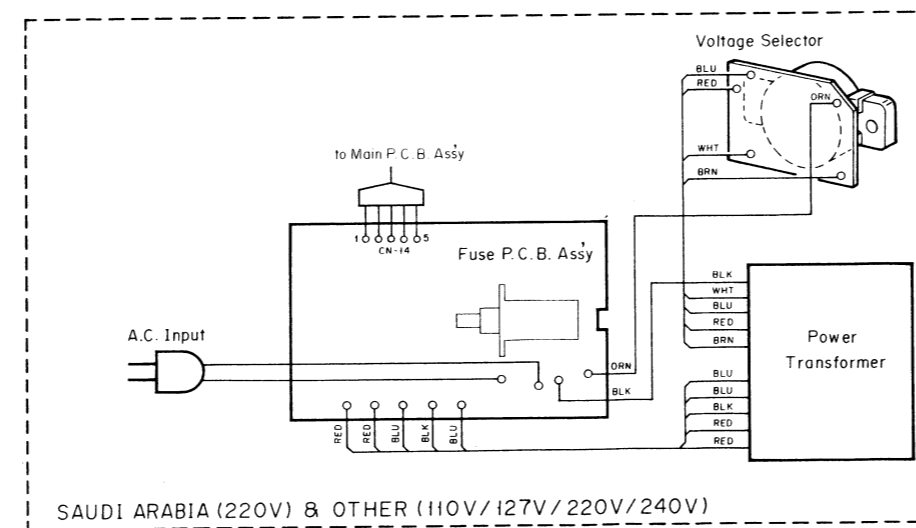 Voltage Selector
BLU
RED
ORN
WHT
BRN
to Main P.C.B. Ass'y
1 5
CN-14
Fuse P.C.B. Ass'y
A.C. Input
ORN
BLK
RED
RED
BLU
BLK
BLU
BLK
WHT
BLU
RED
BRN
Power
Transformer
BLU
BLU
BLK
RED
RED
SAUDI ARABIA (220V) & OTHER (110V/127V/220V/240V)